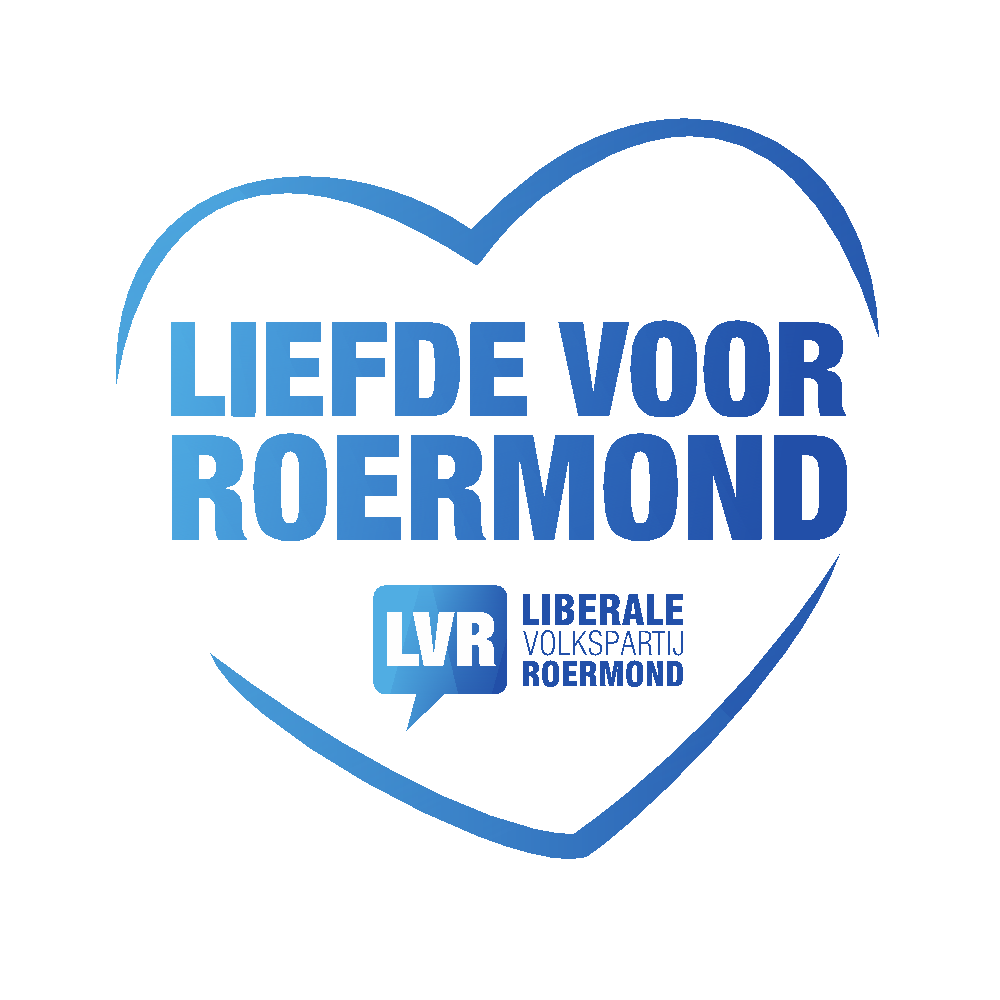 LIEFDE VOOR
ROERMOND
LVR
LIBERALE
VOLKSPARTIJ
ROERMOND